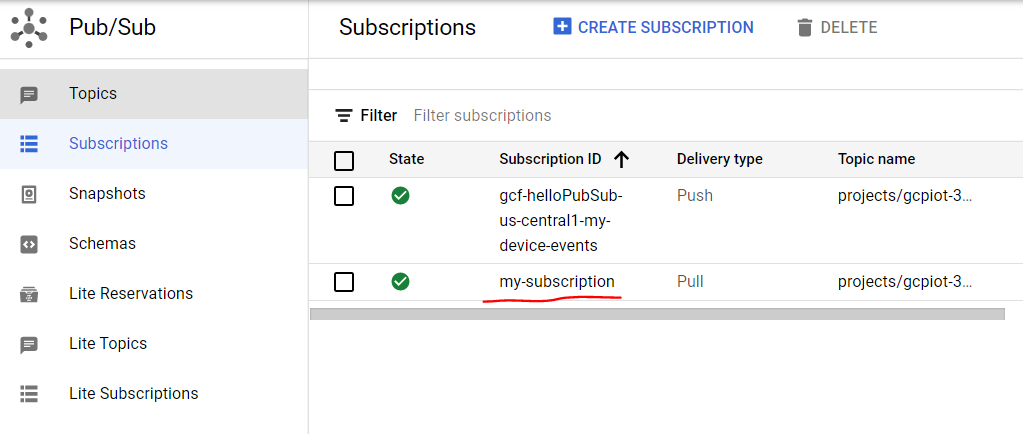 Pub/Sub
Subscriptions
CREATE SUBSCRIPTION
DELETE
Topics
Subscriptions
Snapshots
Schemas
Lite Reservations
Lite Topics
Lite Subscriptions
Filter Filter subscriptions
State Subscription ID Delivery type Topic name
gcf-helloPubSub- Push projects/gcpiot-3...
us-central1-my-
device-events
my-subscription Pull projects/gcpiot-3...